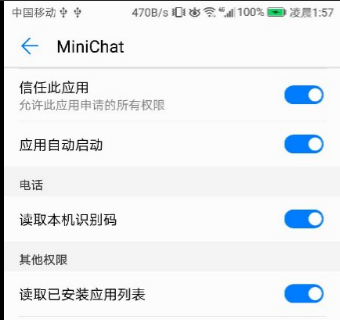 中国移动 470B/s 100% 凌晨1:57
MiniChat
信任此应用
允许此应用申请的所有权限
应用自动启动
电话
读取本机识别码
其他权限
读取已安装应用列表